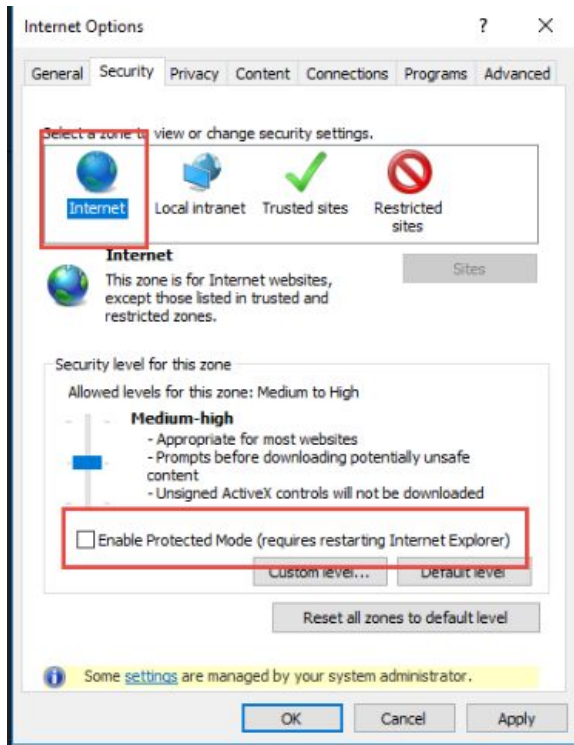 Internet Options
?
General Security Privacy Content Connections Programs Advanced
Select a zone to view or change security settings.
Internet Local intranet Trusted sites Restricted
sites
Internet
Sites
This zone is for Internet websites,
except those listed in trusted and
restricted zones.
Security level for this zone
Allowed levels for this zone: Medium to High
Medium-high
- Appropriate for most websites
- Prompts before downloading potentially unsafe
content
- Unsigned ActiveX controls will not be downloaded
Enable Protected Mode (requires restarting Internet Explorer)
Custom level... Default level
Reset all zones to default level
Some settings are managed by your system administrator.
OK Cancel Apply